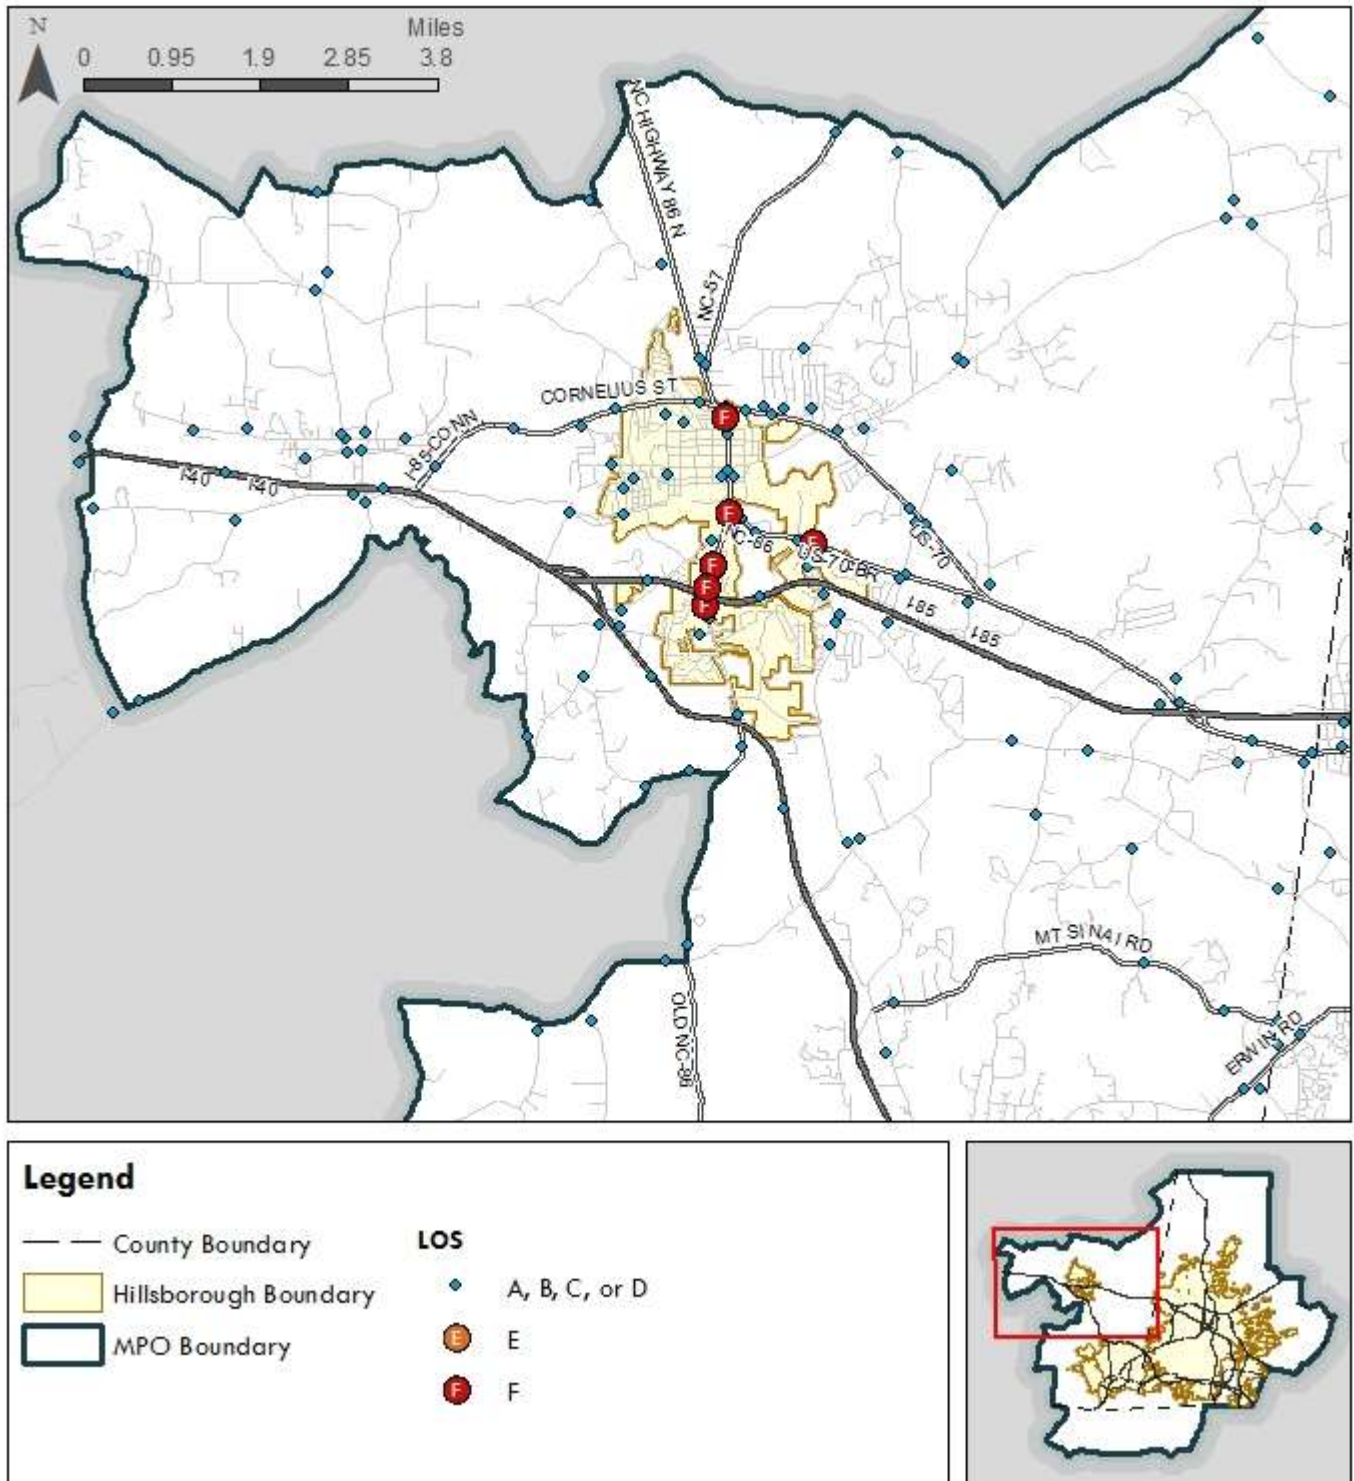 N
Miles
0 0.95 1.9 2.85 3.8
NC HIGHWAY 86 N
NC-57
CORNELIUS ST
I-85-CONN
I-40 I-40
F
F
NC-86
F
US-70-BR
US-70
F
F
F
I-85
I-85
MT SINAI RD
OLD NC-86
ERWIN RD
Legend
County Boundary
Hillsborough Boundary
MPO Boundary
LOS
A, B, C, or D
E E
F F